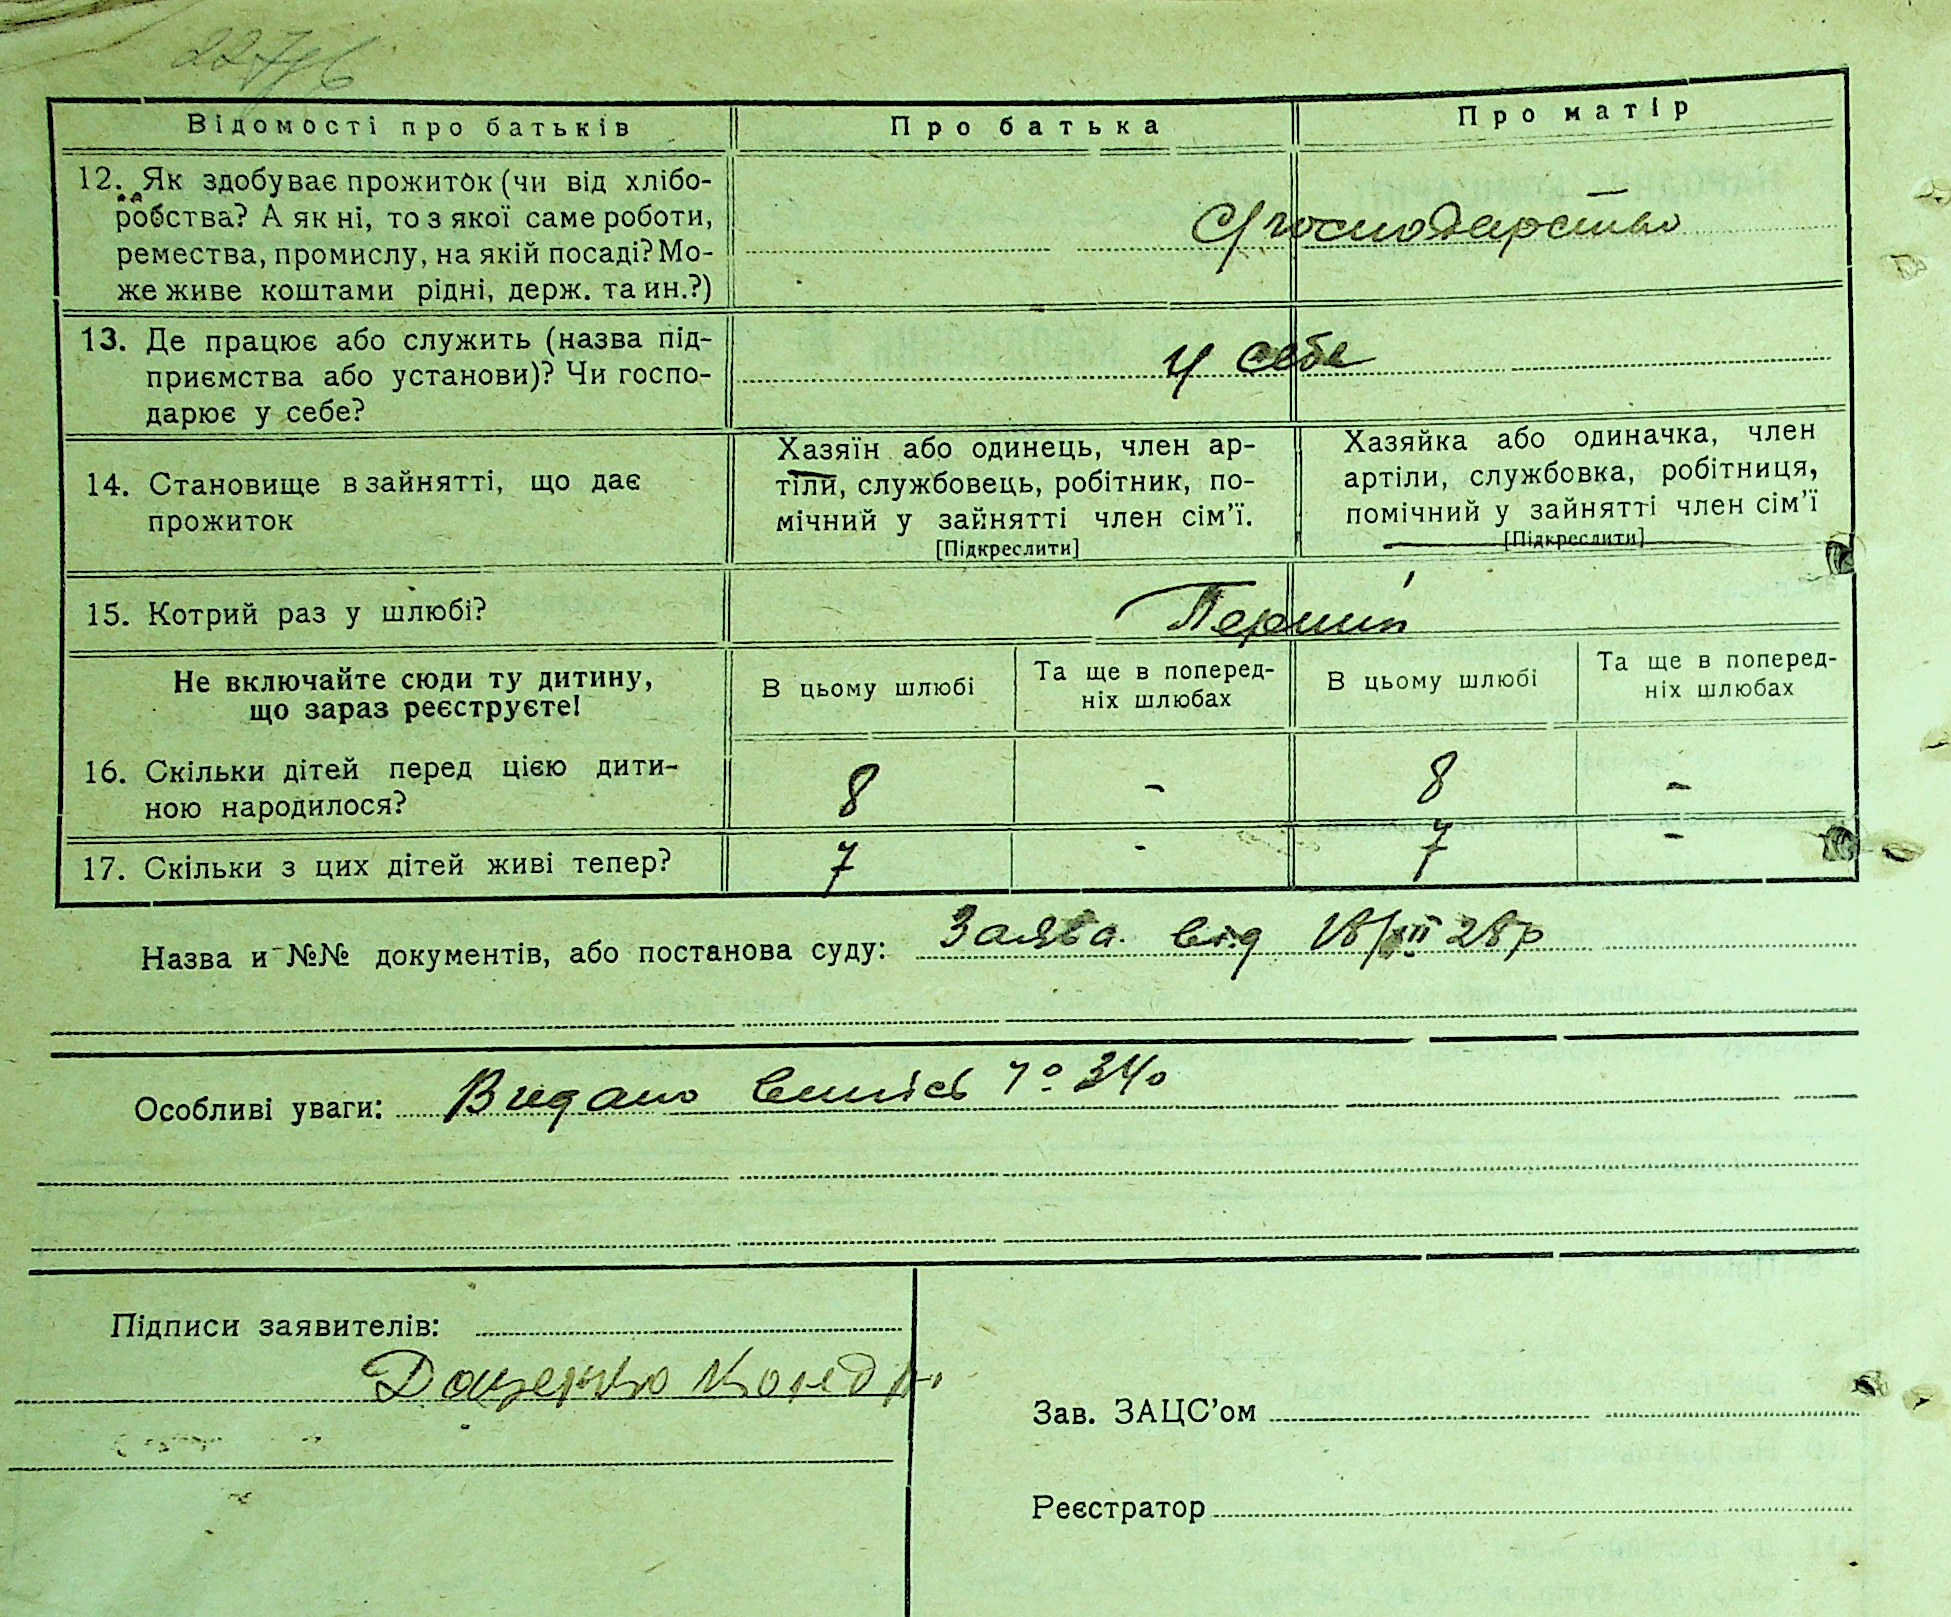 Відомості про батьків Про батька Про матір
12. Як здобуває прожиток (чи від хлібо-
робства? А як ні, то з якої саме роботи,
ремества, промислу, на якій посаді? Мо-
же живе коштами рідні, держ. та ин.?)
С/господарство
13. Де працює або служить (назва під-
приємства або установи)? Чи госпо-
дарює у себе?
у себе
14. Становище в зайнятті, що дає
прожиток
Хазяїн або одинець, член ар-
тіли, службовець, робітник, по-
мічний у зайнятті член сім’ї.
[Підкреслити]
Хазяйка або одиначка, член
артіли, службовка, робітниця,
помічний у зайнятті член сім’ї
[Підкреслити]
15. Котрий раз у шлюбі?
Перший
Не включайте сюди ту дитину,
що зараз реєструєте!
В цьому шлюбі
Та ще в поперед-
ніх шлюбах
В цьому шлюбі
Та ще в поперед-
ніх шлюбах
16. Скільки дітей перед цією дити-
ною народилося?
8 - 8 -
17. Скільки з цих дітей живі тепер? 7 - 7 -
Назва и №№ документів, або постанова суду: Заява від 28р
Особливі уваги: Видано випись № 340
Підписи заявителів:
Даценко Кондр.
Зав. ЗАЦС’ом
Реєстратор